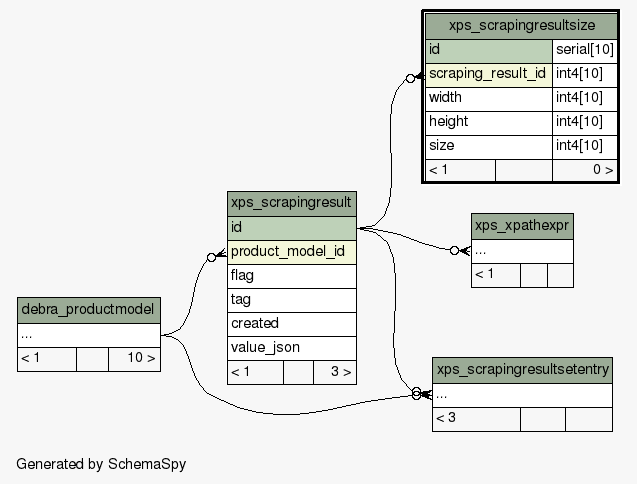 xps_scrapingresultsize
id serial[10]
scraping_result_id int4[10]
width int4[10]
height int4[10]
size int4[10]
< 1 0 >
xps_scrapingresult
id
product_model_id
flag
tag
created
value_json
< 1 3 >
xps_xpathexpr
...
< 1
debra_productmodel
...
< 1 10 >
xps_scrapingresultsetentry
...
< 3
Generated by SchemaSpy